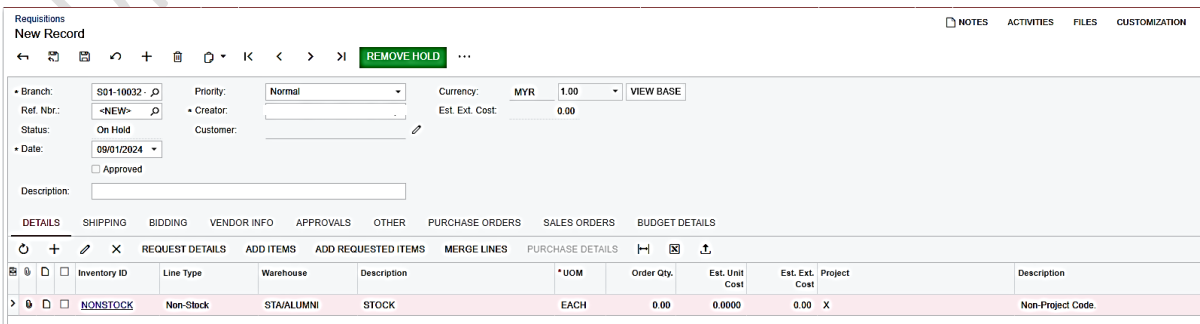 Requisitions
NOTES ACTIVITIES FILES CUSTOMIZATION
New Record
REMOVE HOLD ...
* Branch: S01-10032 - Priority: Normal Currency: MYR 1.00 VIEW BASE
Ref. Nbr.: <NEW> * Creator: Est. Ext. Cost: 0.00
Status: On Hold Customer:
* Date: 09/01/2024
Approved
Description:
DETAILS SHIPPING BIDDING VENDOR INFO APPROVALS OTHER PURCHASE ORDERS SALES ORDERS BUDGET DETAILS
REQUEST DETAILS ADD ITEMS ADD REQUESTED ITEMS MERGE LINES PURCHASE DETAILS
Inventory ID Line Type Warehouse Description *UOM Order Qty. Est. Unit Cost Est. Ext. Cost Project Description
NONSTOCK Non-Stock STA/ALUMNI STOCK EACH 0.00 0.0000 0.00 X Non-Project Code.